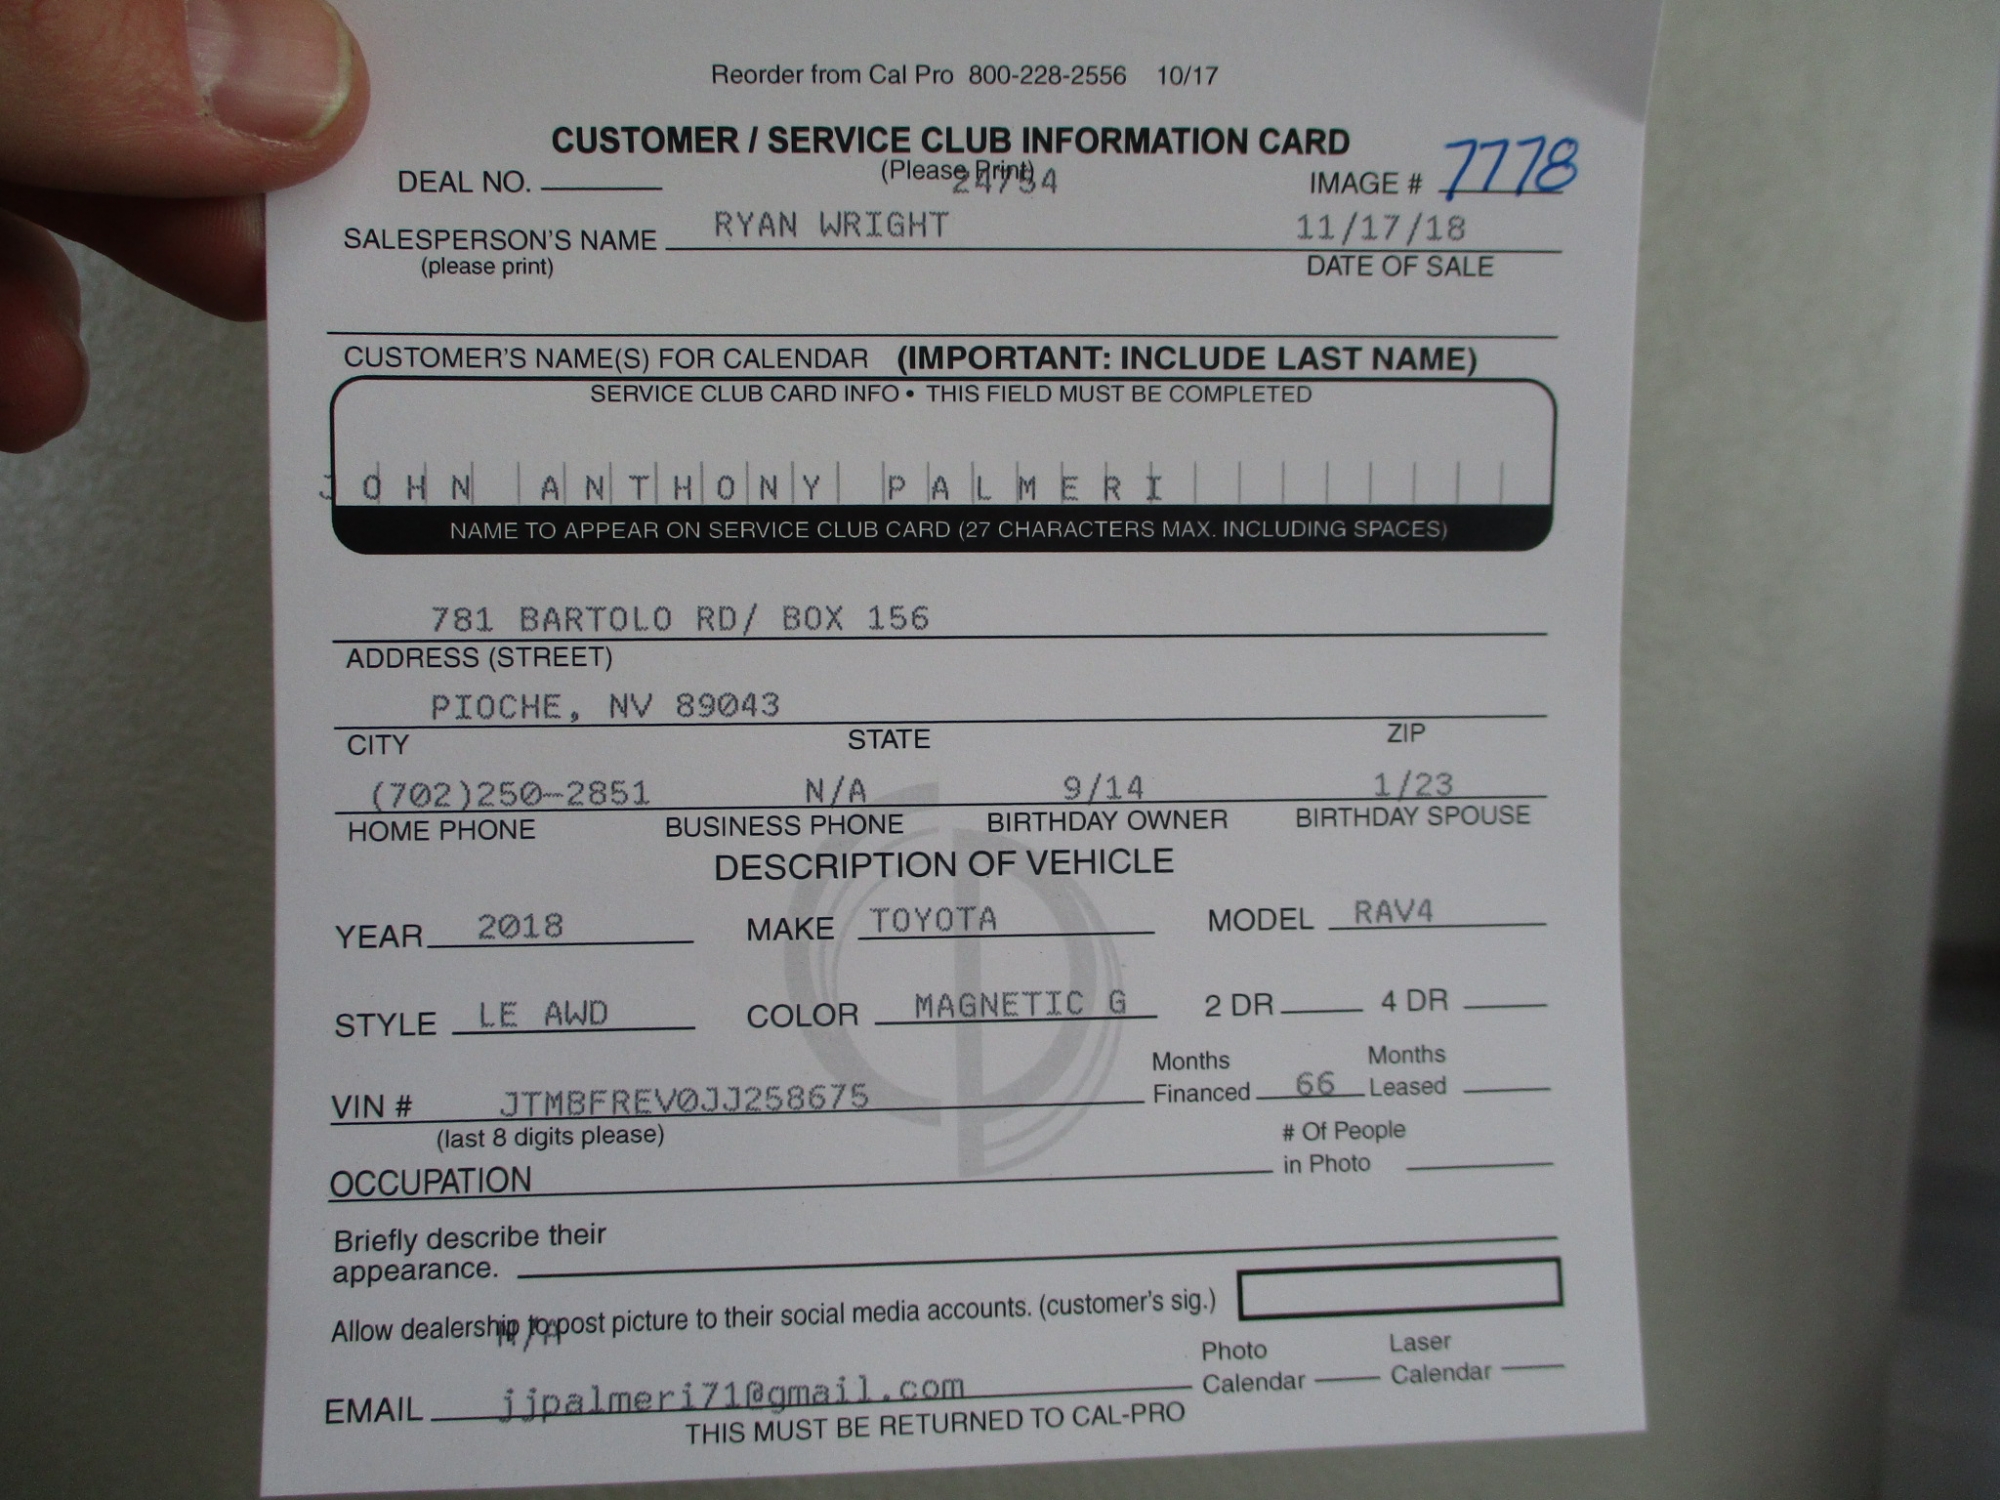 Reorder from Cal Pro 800-228-2556 10/17
CUSTOMER / SERVICE CLUB INFORMATION CARD
(Please Print)
DEAL NO. 24754 IMAGE # 7778
SALESPERSON'S NAME RYAN WRIGHT 11/17/18
(please print) DATE OF SALE
CUSTOMER'S NAME(S) FOR CALENDAR (IMPORTANT: INCLUDE LAST NAME)
SERVICE CLUB CARD INFO • THIS FIELD MUST BE COMPLETED
JOHN ANTHONY PALMERI
NAME TO APPEAR ON SERVICE CLUB CARD (27 CHARACTERS MAX. INCLUDING SPACES)
781 BARTOLO RD/ BOX 156
ADDRESS (STREET)
PIOCHE, NV 89043
CITY STATE ZIP
(702)250-2851 N/A 9/14 1/23
HOME PHONE BUSINESS PHONE BIRTHDAY OWNER BIRTHDAY SPOUSE
DESCRIPTION OF VEHICLE
YEAR 2018 MAKE TOYOTA MODEL RAV4
STYLE LE AWD COLOR MAGNETIC G 2 DR 4 DR
Months Months
VIN # JTMBFREV0JJ258675 Financed 66 Leased
(last 8 digits please) # Of People
OCCUPATION in Photo
Briefly describe their
appearance.
Allow dealership to post picture to their social media accounts. (customer's sig.)
N/A
Photo Laser
Calendar Calendar
EMAIL jjpalmeri71@gmail.com
THIS MUST BE RETURNED TO CAL-PRO